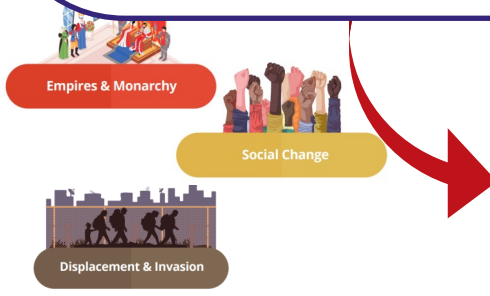 Empires & Monarchy
Social Change
Displacement & Invasion